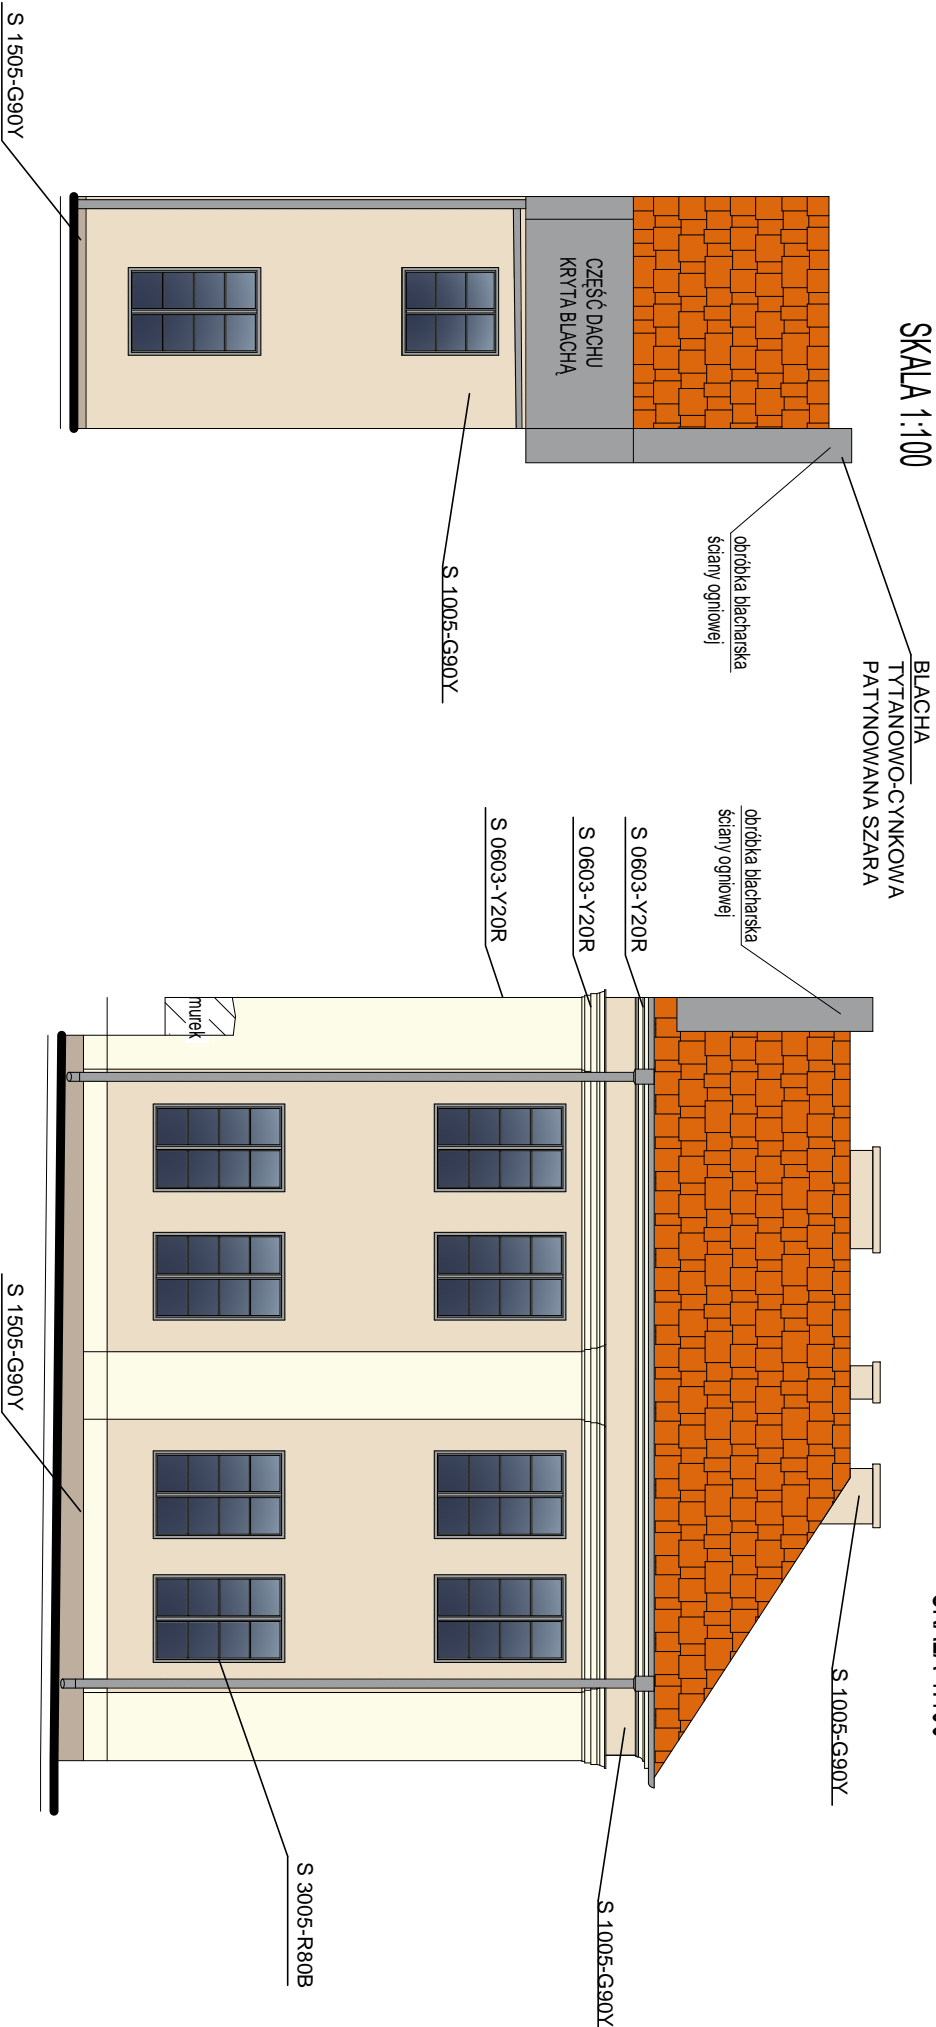 SKALA 1:100
BLACHA
TYTANOWO-CYNKOWA
PATYNOWANA SZARA
obróbka blacharska
ściany ogniowej
CZĘŚĆ DACHU
KRYTA BLACHĄ
S 1005-G90Y
S 1505-G90Y
obróbka blacharska
ściany ogniowej
S 0603-Y20R
S 0603-Y20R
S 0603-Y20R
murek
S 1505-G90Y
S 1005-G90Y
S 1005-G90Y
S 3005-R80B